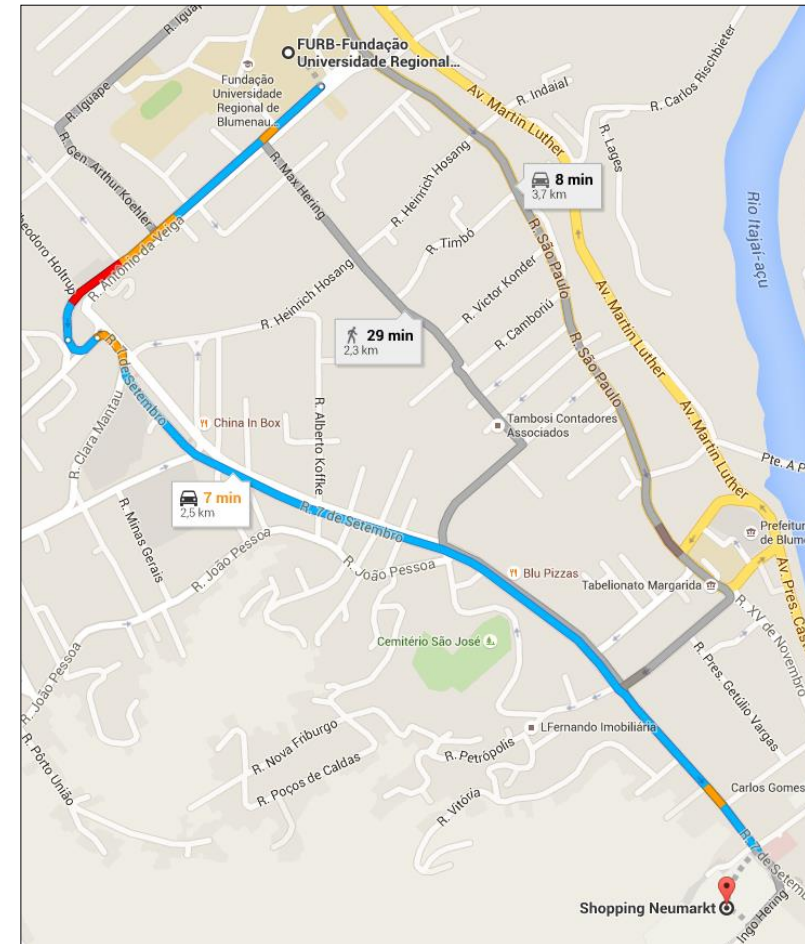 R. Iguape
FURB-Fundação
Universidade Regional...
Fundação
Universidade
Regional de
Blumenau...
Av. Martin Luther
R. Carlos Rischbieter
R. Iguape
R. Indaial
R. Lages
R. Gen. Arthur Koehler
R. Max Hering
R. Heinrich Hosang
8 min
3,7 km
Rio Itajaí-açu
R. Antônio da Veiga
R. Timbó
R. São Paulo
R. Victor Konder
Av. Martin Luther
R. Heinrich Hosang
R. Camboriú
29 min
2,3 km
R. São Paulo
R. 7 de Setembro
R. Clara Mantau
China In Box
R. Alberto Koffke
Tambosi Contadores
Associados
Av. Martin Luther
7 min
2,5 km
R. Minas Gerais
R. 7 de Setembro
R. João Pessoa
R. João Pessoa
Blu Pizzas
Tabelionato Margarida
Prefeitur
de Blume
Av. Pres. Cast
R. XV de Novembro
Cemitério São José
R. João Pessoa
R. Pres. Getúlio Vargas
R. Pôrto União
R. Nova Friburgo
R. Petrópolis
LFernando Imobiliária
R. Poços de Caldas
R. Vitória
Carlos Gomes
R. 7 de Setemb
Shopping Neumarkt
Ingo Hering